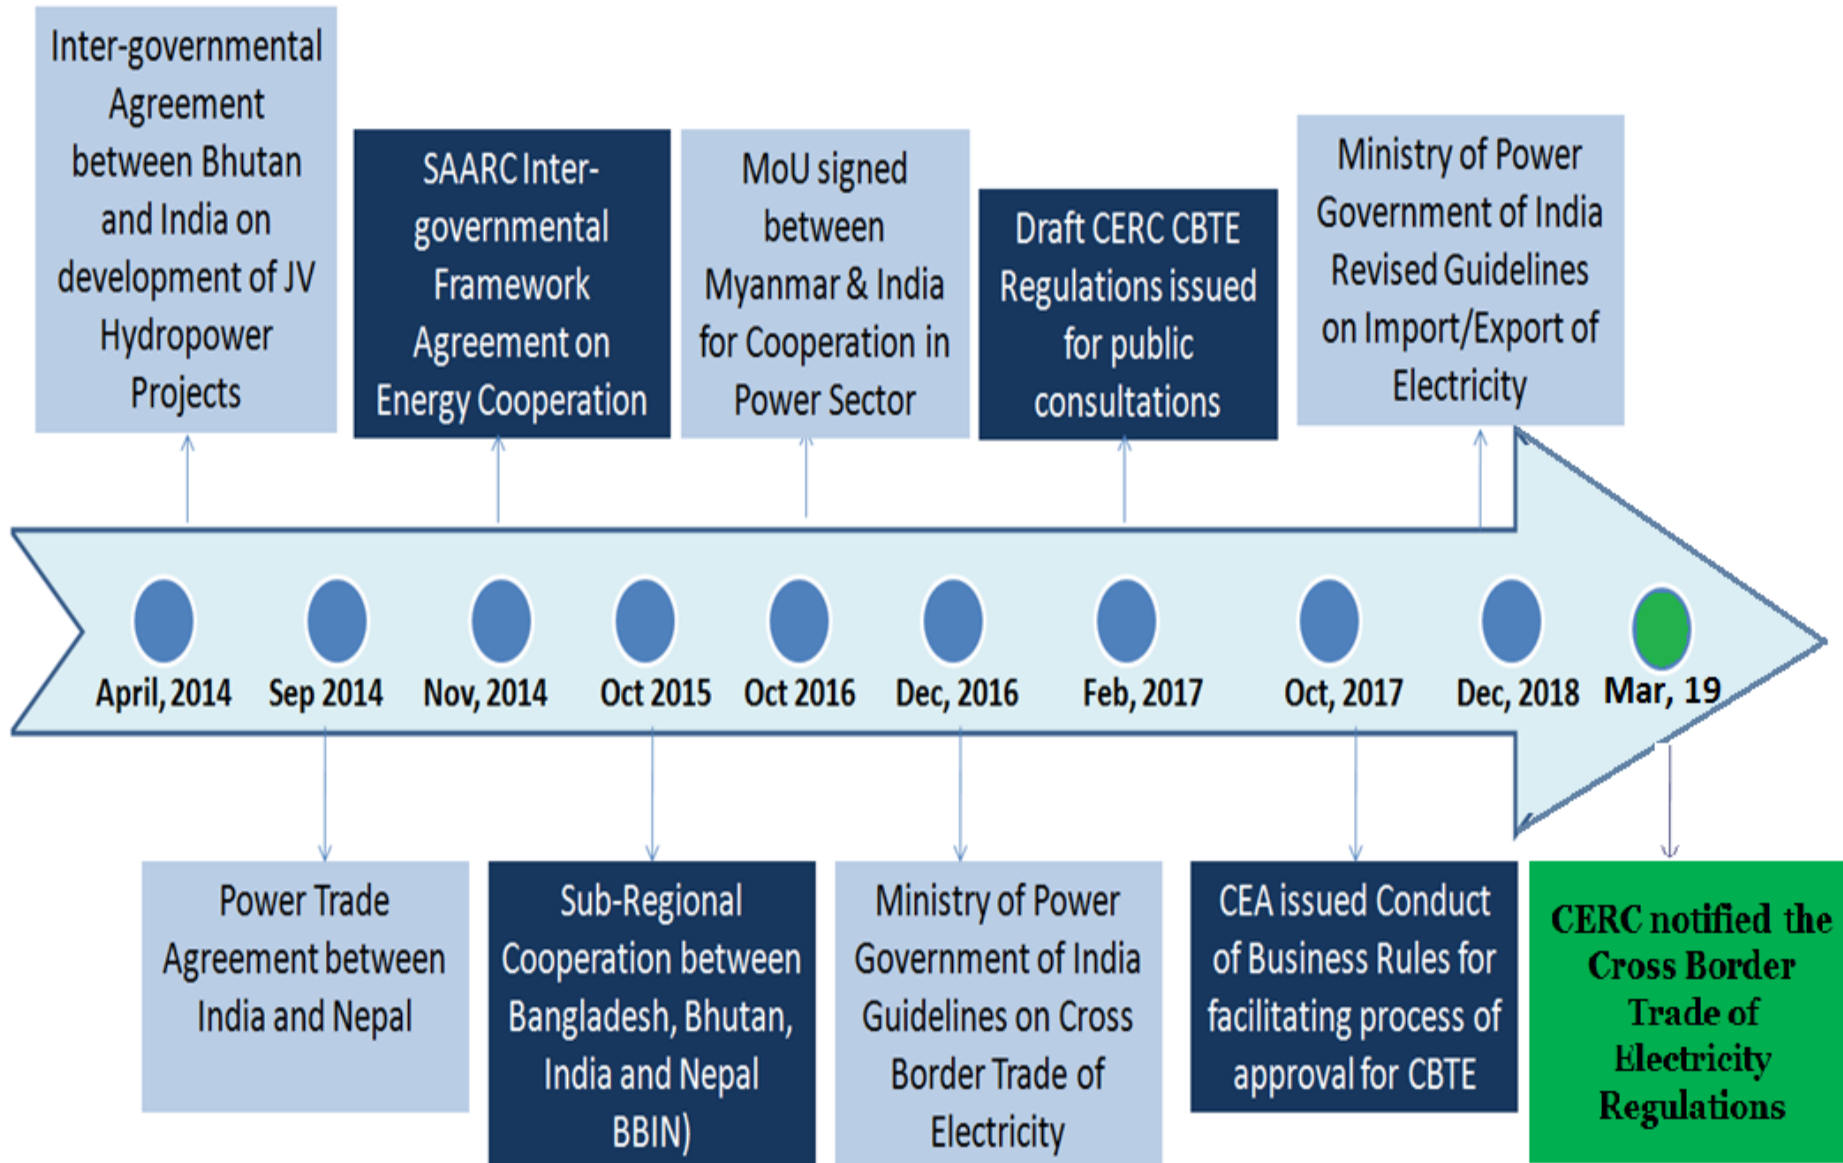 Inter-governmental
Agreement
between Bhutan
and India on
development of JV
Hydropower
Projects
SAARC Inter-
governmental
Framework
Agreement on
Energy Cooperation
MoU signed
between
Myanmar & India
for Cooperation in
Power Sector
Draft CERC CBTE
Regulations issued
for public
consultations
Ministry of Power
Government of India
Revised Guidelines
on Import/Export of
Electricity
April, 2014 Sep 2014 Nov, 2014 Oct 2015 Oct 2016 Dec, 2016 Feb, 2017 Oct, 2017 Dec, 2018 Mar, 19
Power Trade
Agreement between
India and Nepal
Sub-Regional
Cooperation between
Bangladesh, Bhutan,
India and Nepal
BBIN)
Ministry of Power
Government of India
Guidelines on Cross
Border Trade of
Electricity
CEA issued Conduct
of Business Rules for
facilitating process of
approval for CBTE
CERC notified the
Cross Border
Trade of
Electricity
Regulations